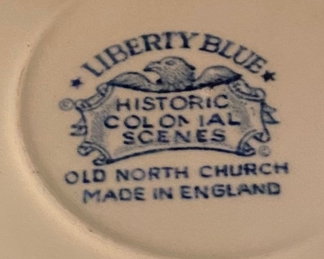 ★ LIBERTY BLUE ★
HISTORIC
COLONIAL
SCENES
©
OLD NORTH CHURCH
MADE IN ENGLAND